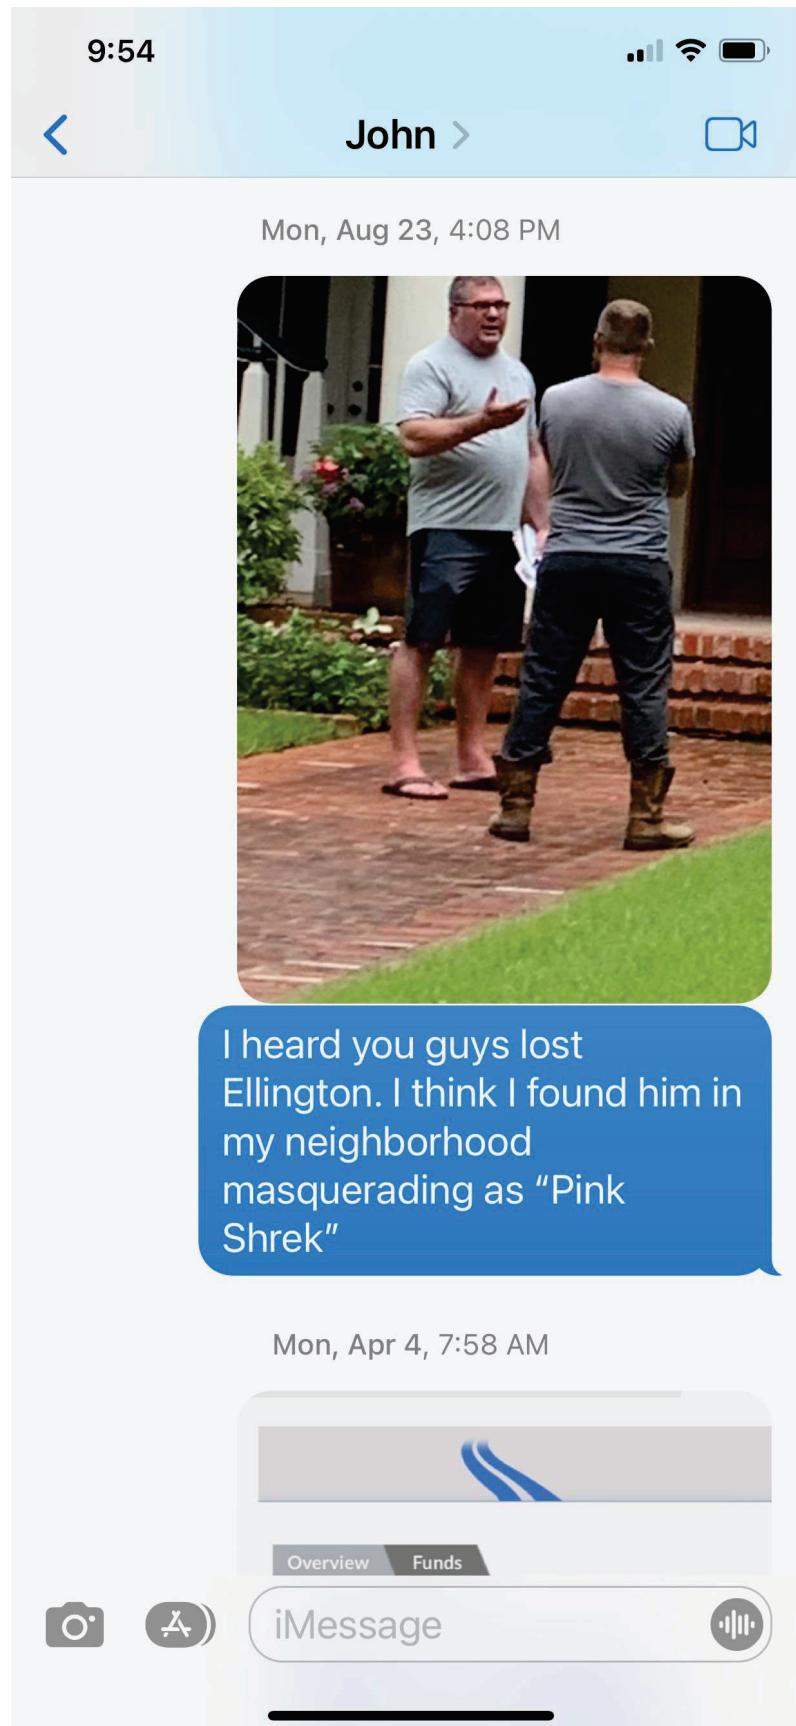 9:54
John
Mon, Aug 23, 4:08 PM
I heard you guys lost
Ellington. I think I found him in
my neighborhood
masquerading as “Pink
Shrek”
Mon, Apr 4, 7:58 AM
Overview Funds
iMessage